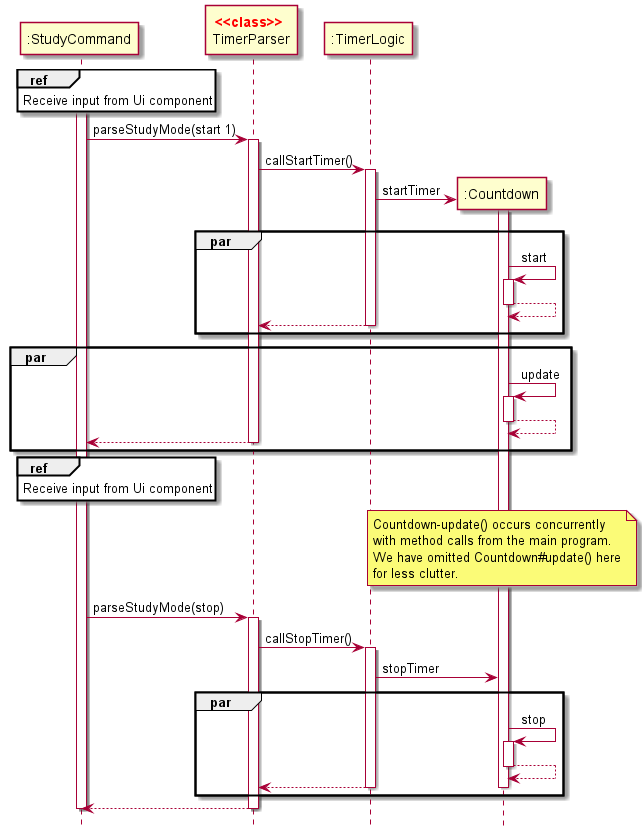 <<class>>
:StudyCommand
TimerParser
:TimerLogic
ref
Receive input from Ui component
parseStudyMode(start 1)
callStartTimer()
startTimer
:Countdown
par
start
par
update
ref
Receive input from Ui component
Countdown-update() occurs concurrently
with method calls from the main program.
We have omitted Countdown#update() here
for less clutter.
parseStudyMode(stop)
callStopTimer()
stopTimer
par
stop